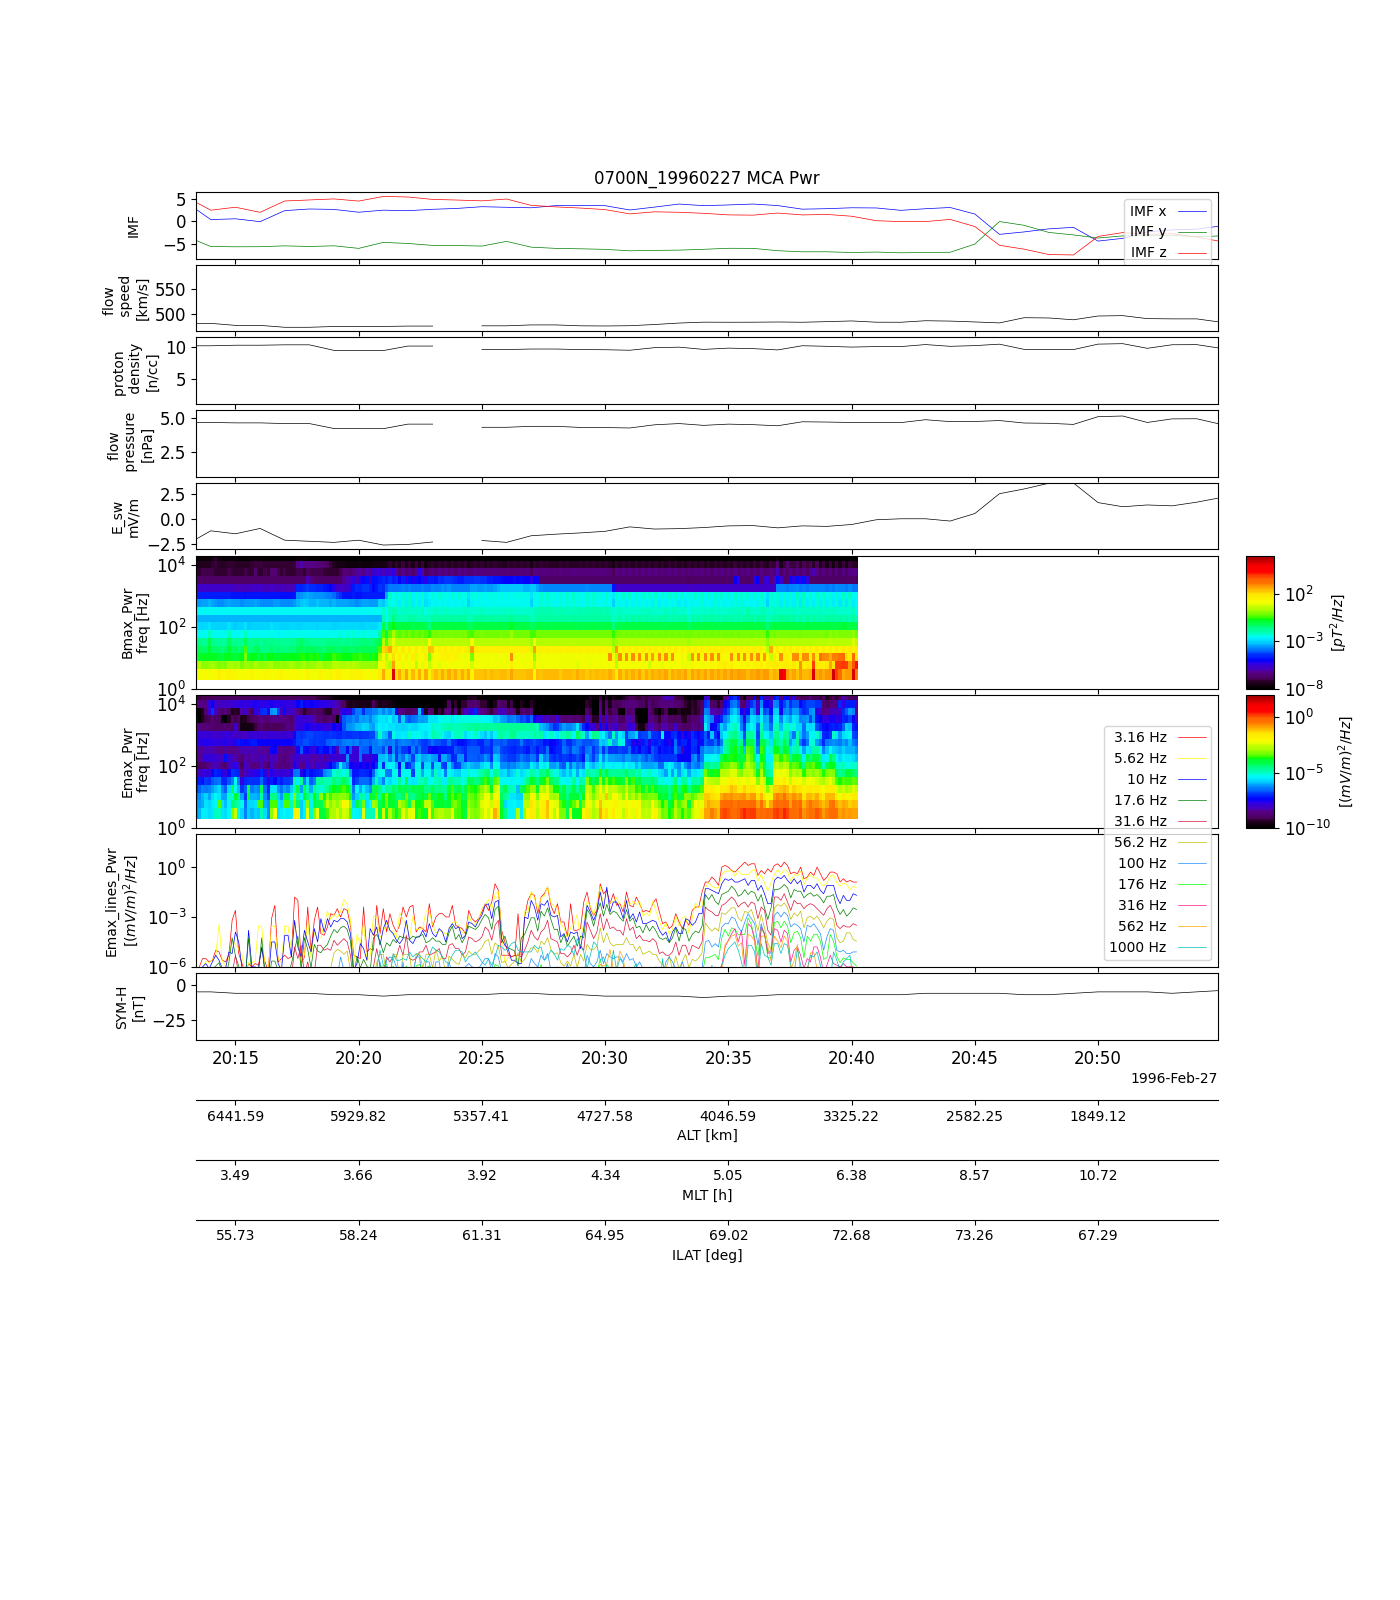 0700N_19960227 MCA Pwr
IMF
5
0
−5
IMF x
IMF y
IMF z
flow
speed
[km/s]
550
500
proton
density
[n/cc]
10
5
flow
pressure
[nPa]
5.0
2.5
E_sw
mV/m
2.5
0.0
−2.5
Bmax_Pwr
freq [Hz]
10^4
10^2
10^0
10^2
10^−3
10^−8
[pT^2/Hz]
Emax_Pwr
freq [Hz]
10^4
10^2
10^0
10^0
10^−5
10^−10
[(mV/m)^2/Hz]
3.16 Hz
5.62 Hz
10 Hz
17.6 Hz
31.6 Hz
56.2 Hz
100 Hz
176 Hz
316 Hz
562 Hz
1000 Hz
Emax_lines_Pwr
[(mV/m)^2/Hz]
10^0
10^−3
10^−6
SYM-H
[nT]
0
−25
20:15 20:20 20:25 20:30 20:35 20:40 20:45 20:50
1996-Feb-27
6441.59 5929.82 5357.41 4727.58 4046.59 3325.22 2582.25 1849.12
ALT [km]
3.49 3.66 3.92 4.34 5.05 6.38 8.57 10.72
MLT [h]
55.73 58.24 61.31 64.95 69.02 72.68 73.26 67.29
ILAT [deg]